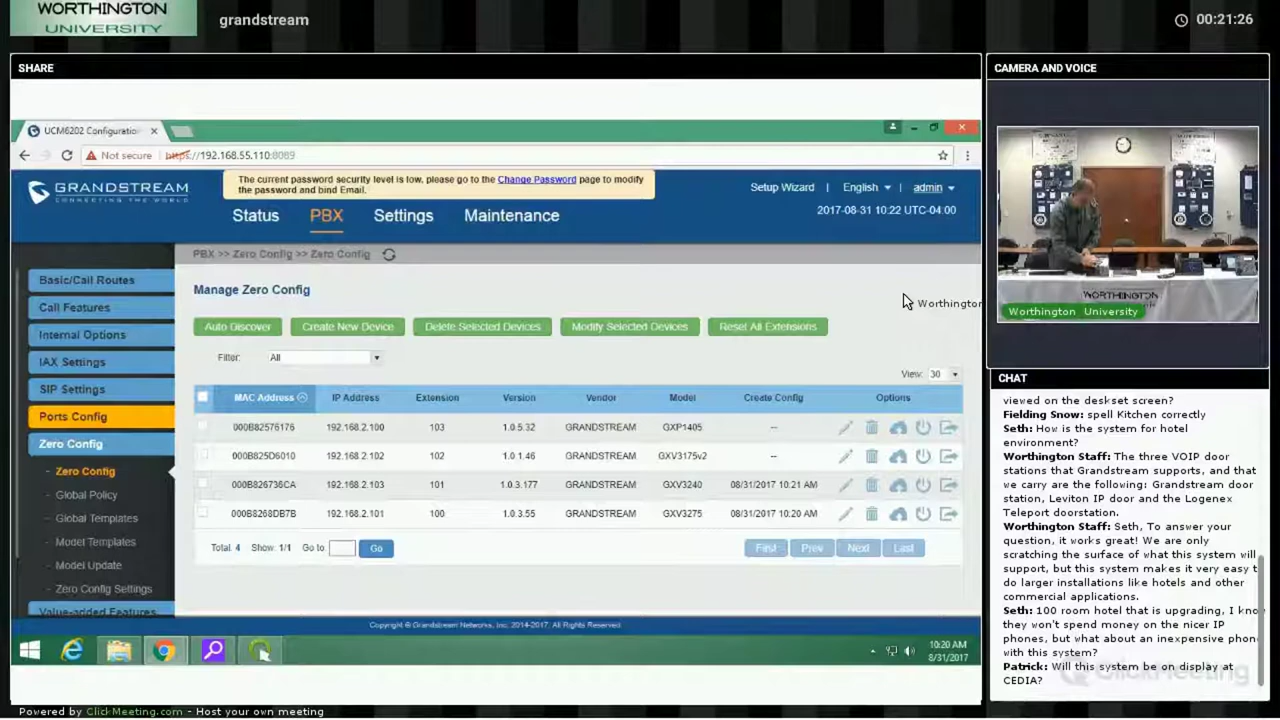 WORTHINGTON
UNIVERSITY
grandstream
00:21:26
SHARE
UCM6202 Configuratio
Not secure https://192.168.55.110:8089
GRANDSTREAM
CONNECTING THE WORLD
The current password security level is low, please go to the Change Password page to modify
the password and bind Email.
Setup Wizard | English | admin
Status PBX Settings Maintenance
2017-08-31 10:22 UTC-04:00
PBX >> Zero Config >> Zero Config
Basic/Call Routes
Call Features
Internal Options
IAX Settings
SIP Settings
Ports Config
Zero Config
- Zero Config
- Global Policy
- Global Templates
- Model Templates
- Model Update
- Zero Config Settings
Value-added Features
Manage Zero Config
Worthington
Auto Discover Create New Device Delete Selected Devices Modify Selected Devices Reset All Extensions
Filter: All
View: 30
MAC Address IP Address Extension Version Vendor Model Create Config Options
000B82576176 192.168.2.100 103 1.0.5.32 GRANDSTREAM GXP1405 --
000B825D6010 192.168.2.102 102 1.0.1.46 GRANDSTREAM GXV3175v2 --
000B826736CA 192.168.2.103 101 1.0.3.177 GRANDSTREAM GXV3240 08/31/2017 10:21 AM
000B8268DB7B 192.168.2.101 100 1.0.3.55 GRANDSTREAM GXV3275 08/31/2017 10:20 AM
Total: 4 Show: 1/1 Go to Go First Prev Next Last
Copyright © Grandstream Networks, Inc. 2014-2017. All Rights Reserved.
10:20 AM
8/31/2017
CAMERA AND VOICE
WORTHINGTON
Worthington University
CHAT
viewed on the deskset screen?
Fielding Snow: spell Kitchen correctly
Seth: How is the system for hotel
environment?
Worthington Staff: The three VOIP door
stations that Grandstream supports, and that
we carry are the following: Grandstream door
station, Leviton IP door and the Logenex
Teleport doorstation.
Worthington Staff: Seth, To answer your
question, it works great! We are only
scratching the surface of what this system will
support, but this system makes it very easy t
do larger installations like hotels and other
commercial applications.
Seth: 100 room hotel that is upgrading, I kno
they won't spend money on the nicer IP
phones, but what about an inexpensive phon
with this system?
Patrick: Will this system be on display at
CEDIA?
ClickMeeting
Powered by ClickMeeting.com - Host your own meeting